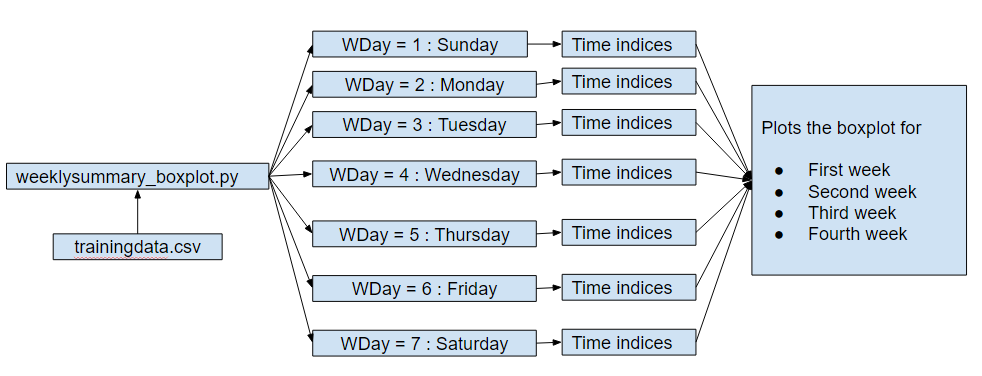 WDay = 1 : Sunday
Time indices
WDay = 2 : Monday
Time indices
WDay = 3 : Tuesday
Time indices
WDay = 4 : Wednesday
Time indices
WDay = 5 : Thursday
Time indices
WDay = 6 : Friday
Time indices
WDay = 7 : Saturday
Time indices
weeklysummary_boxplot.py
trainingdata.csv
Plots the boxplot for
● First week
● Second week
● Third week
● Fourth week